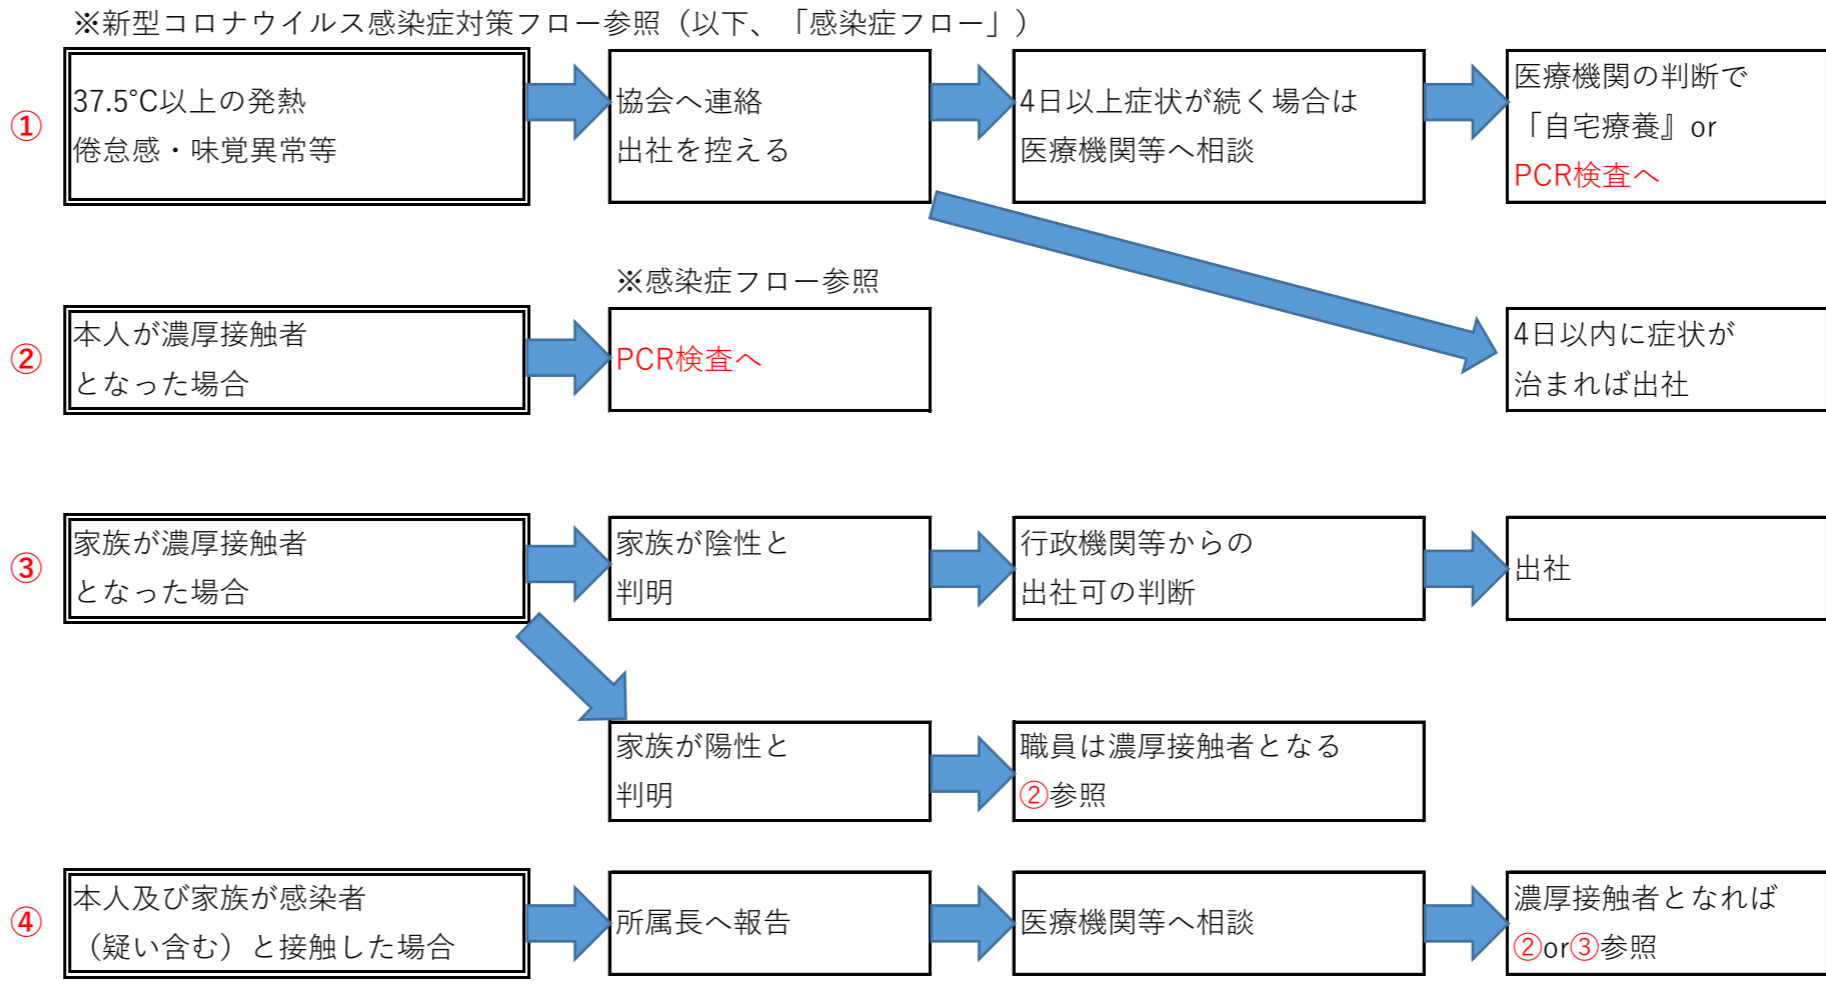 ※新型コロナウイルス感染症対策フロー参照（以下、「感染症フロー」）
①
37.5°C以上の発熱
倦怠感・味覚異常等
協会へ連絡
出社を控える
4日以上症状が続く場合は
医療機関等へ相談
医療機関の判断で
「自宅療養』or
PCR検査へ
②
本人が濃厚接触者
となった場合
※感染症フロー参照
PCR検査へ
4日以内に症状が
治まれば出社
③
家族が濃厚接触者
となった場合
家族が陰性と
判明
行政機関等からの
出社可の判断
出社
家族が陽性と
判明
職員は濃厚接触者となる
②参照
④
本人及び家族が感染者
（疑い含む）と接触した場合
所属長へ報告
医療機関等へ相談
濃厚接触者となれば
②or③参照